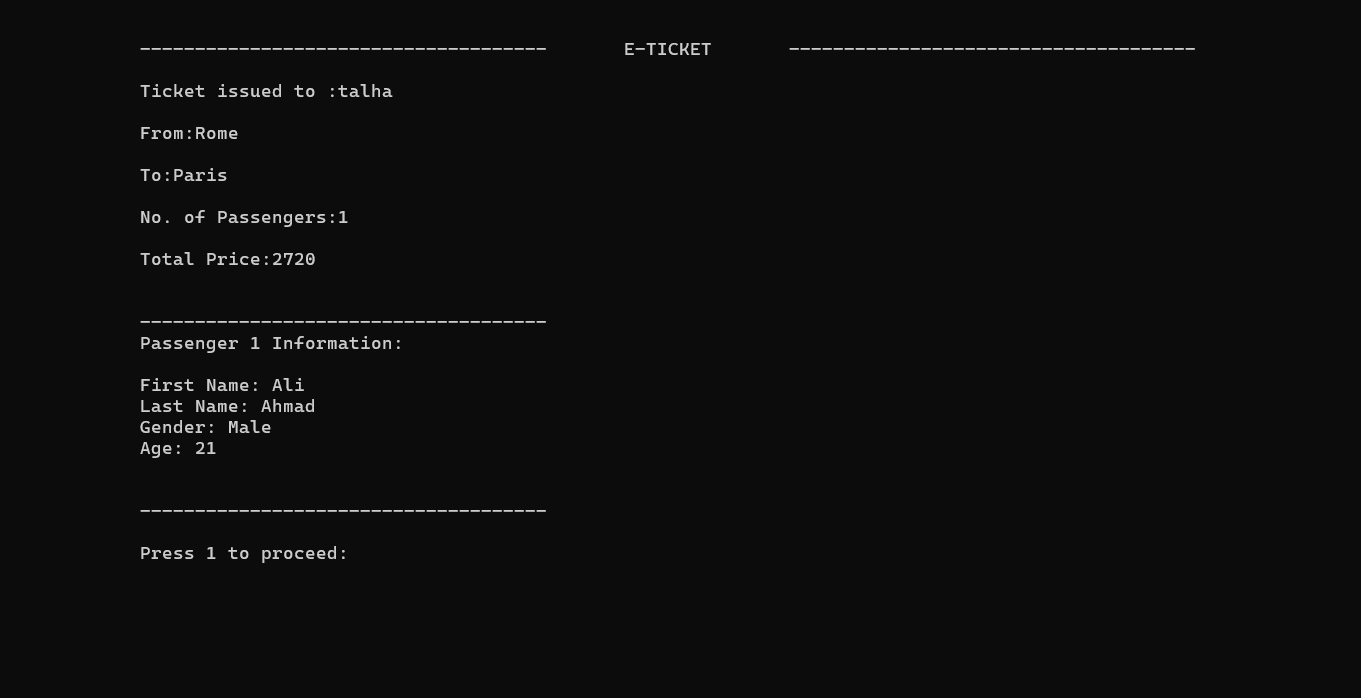 ------------------------------------- E-TICKET -------------------------------------
Ticket issued to :talha
From:Rome
To:Paris
No. of Passengers:1
Total Price:2720
-------------------------------------
Passenger 1 Information:
First Name: Ali
Last Name: Ahmad
Gender: Male
Age: 21
-------------------------------------
Press 1 to proceed: